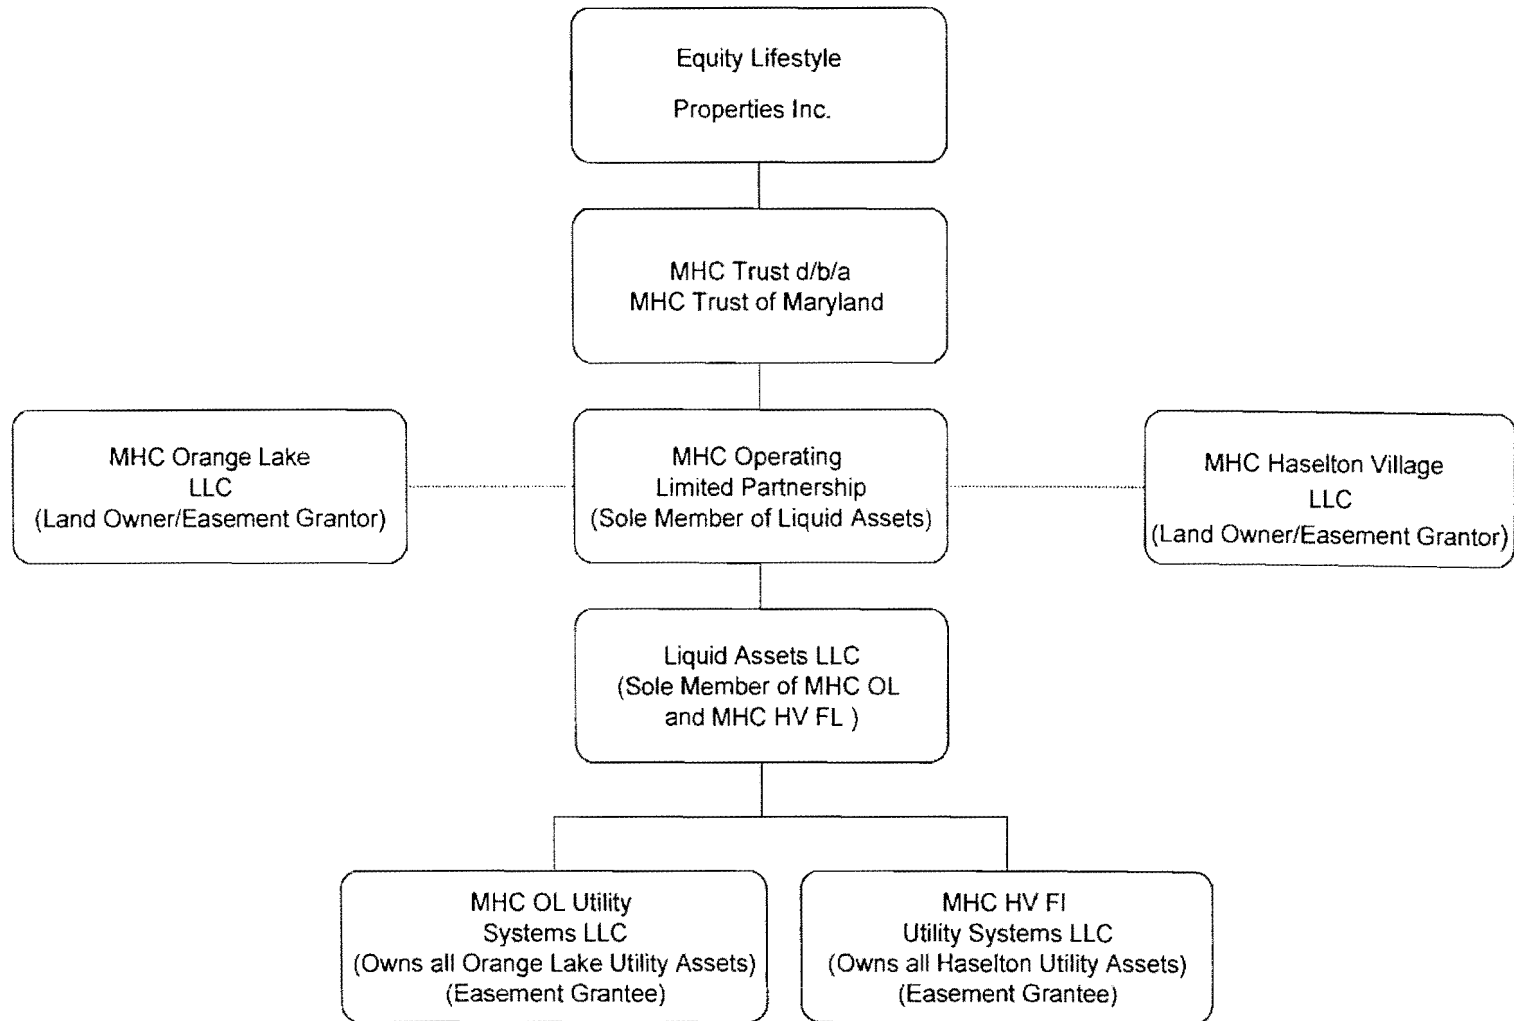 Equity Lifestyle
Properties Inc.
MHC Trust d/b/a
MHC Trust of Maryland
MHC Orange Lake
LLC
(Land Owner/Easement Grantor)
MHC Operating
Limited Partnership
(Sole Member of Liquid Assets)
MHC Haselton Village
LLC
(Land Owner/Easement Grantor)
Liquid Assets LLC
(Sole Member of MHC OL
and MHC HV FL )
MHC OL Utility
Systems LLC
(Owns all Orange Lake Utility Assets)
(Easement Grantee)
MHC HV Fl
Utility Systems LLC
(Owns all Haselton Utility Assets)
(Easement Grantee)